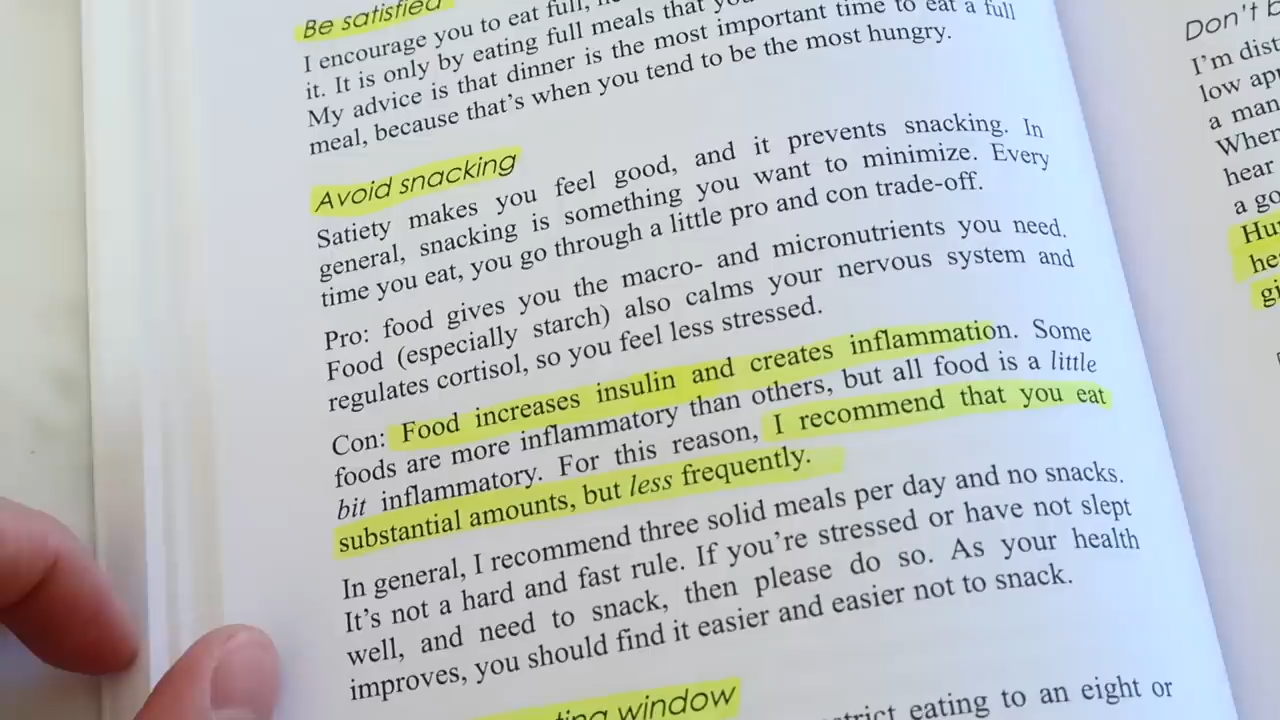 Be satisfied
I encourage you to eat full,
it. It is only by eating full meals that you
My advice is that dinner is the most important time to eat a full
meal, because that's when you tend to be the most hungry.
Avoid snacking
Satiety makes you feel good, and it prevents snacking. In
general, snacking is something you want to minimize. Every
time you eat, you go through a little pro and con trade-off.
Pro: food gives you the macro- and micronutrients you need.
Food (especially starch) also calms your nervous system and
regulates cortisol, so you feel less stressed.
Con: Food increases insulin and creates inflammation. Some
foods are more inflammatory than others, but all food is a little
bit inflammatory. For this reason, I recommend that you eat
substantial amounts, but less frequently.
In general, I recommend three solid meals per day and no snacks.
It's not a hard and fast rule. If you're stressed or have not slept
well, and need to snack, then please do so. As your health
improves, you should find it easier and easier not to snack.
window
eating to an eight or
Don't
I'm
low
a man
hear
a